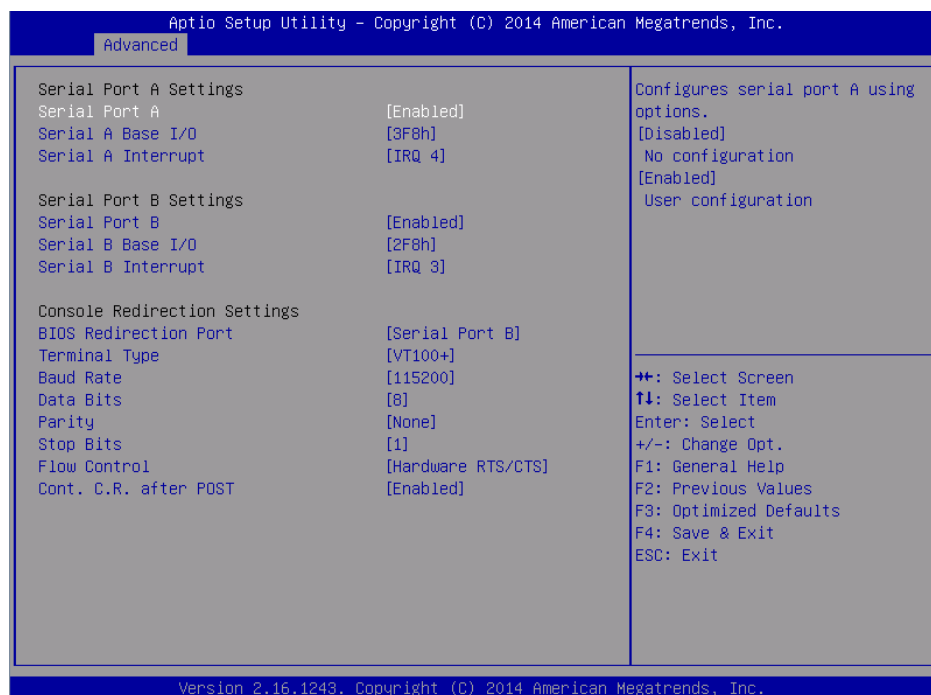 Aptio Setup Utility – Copyright (C) 2014 American Megatrends, Inc.
Advanced
Serial Port A Settings
Serial Port A [Enabled]
Serial A Base I/O [3F8h]
Serial A Interrupt [IRQ 4]
Serial Port B Settings
Serial Port B [Enabled]
Serial B Base I/O [2F8h]
Serial B Interrupt [IRQ 3]
Console Redirection Settings
BIOS Redirection Port [Serial Port B]
Terminal Type [VT100+]
Baud Rate [115200]
Data Bits [8]
Parity [None]
Stop Bits [1]
Flow Control [Hardware RTS/CTS]
Cont. C.R. after POST [Enabled]
Configures serial port A using
options.
[Disabled]
No configuration
[Enabled]
User configuration
→←: Select Screen
↑↓: Select Item
Enter: Select
+/-: Change Opt.
F1: General Help
F2: Previous Values
F3: Optimized Defaults
F4: Save & Exit
ESC: Exit
Version 2.16.1243. Copyright (C) 2014 American Megatrends, Inc.